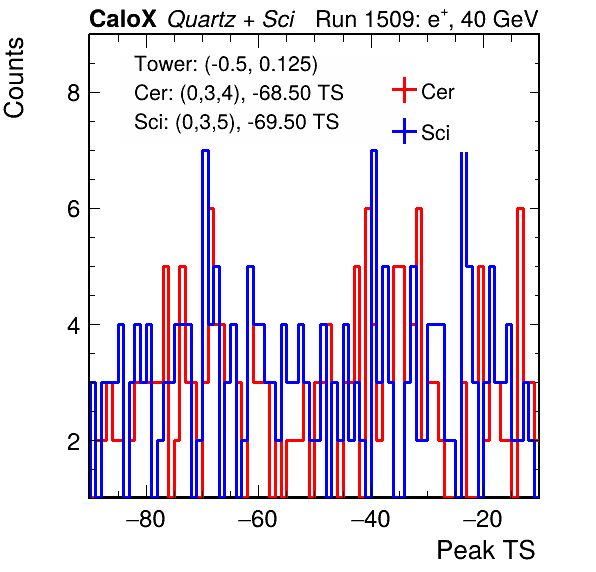 CaloX Quartz + Sci Run 1509: e⁺, 40 GeV
Counts
Tower: (-0.5, 0.125)
Cer: (0,3,4), -68.50 TS
Sci: (0,3,5), -69.50 TS
Cer
Sci
8
6
4
2
−80 −60 −40 −20
Peak TS